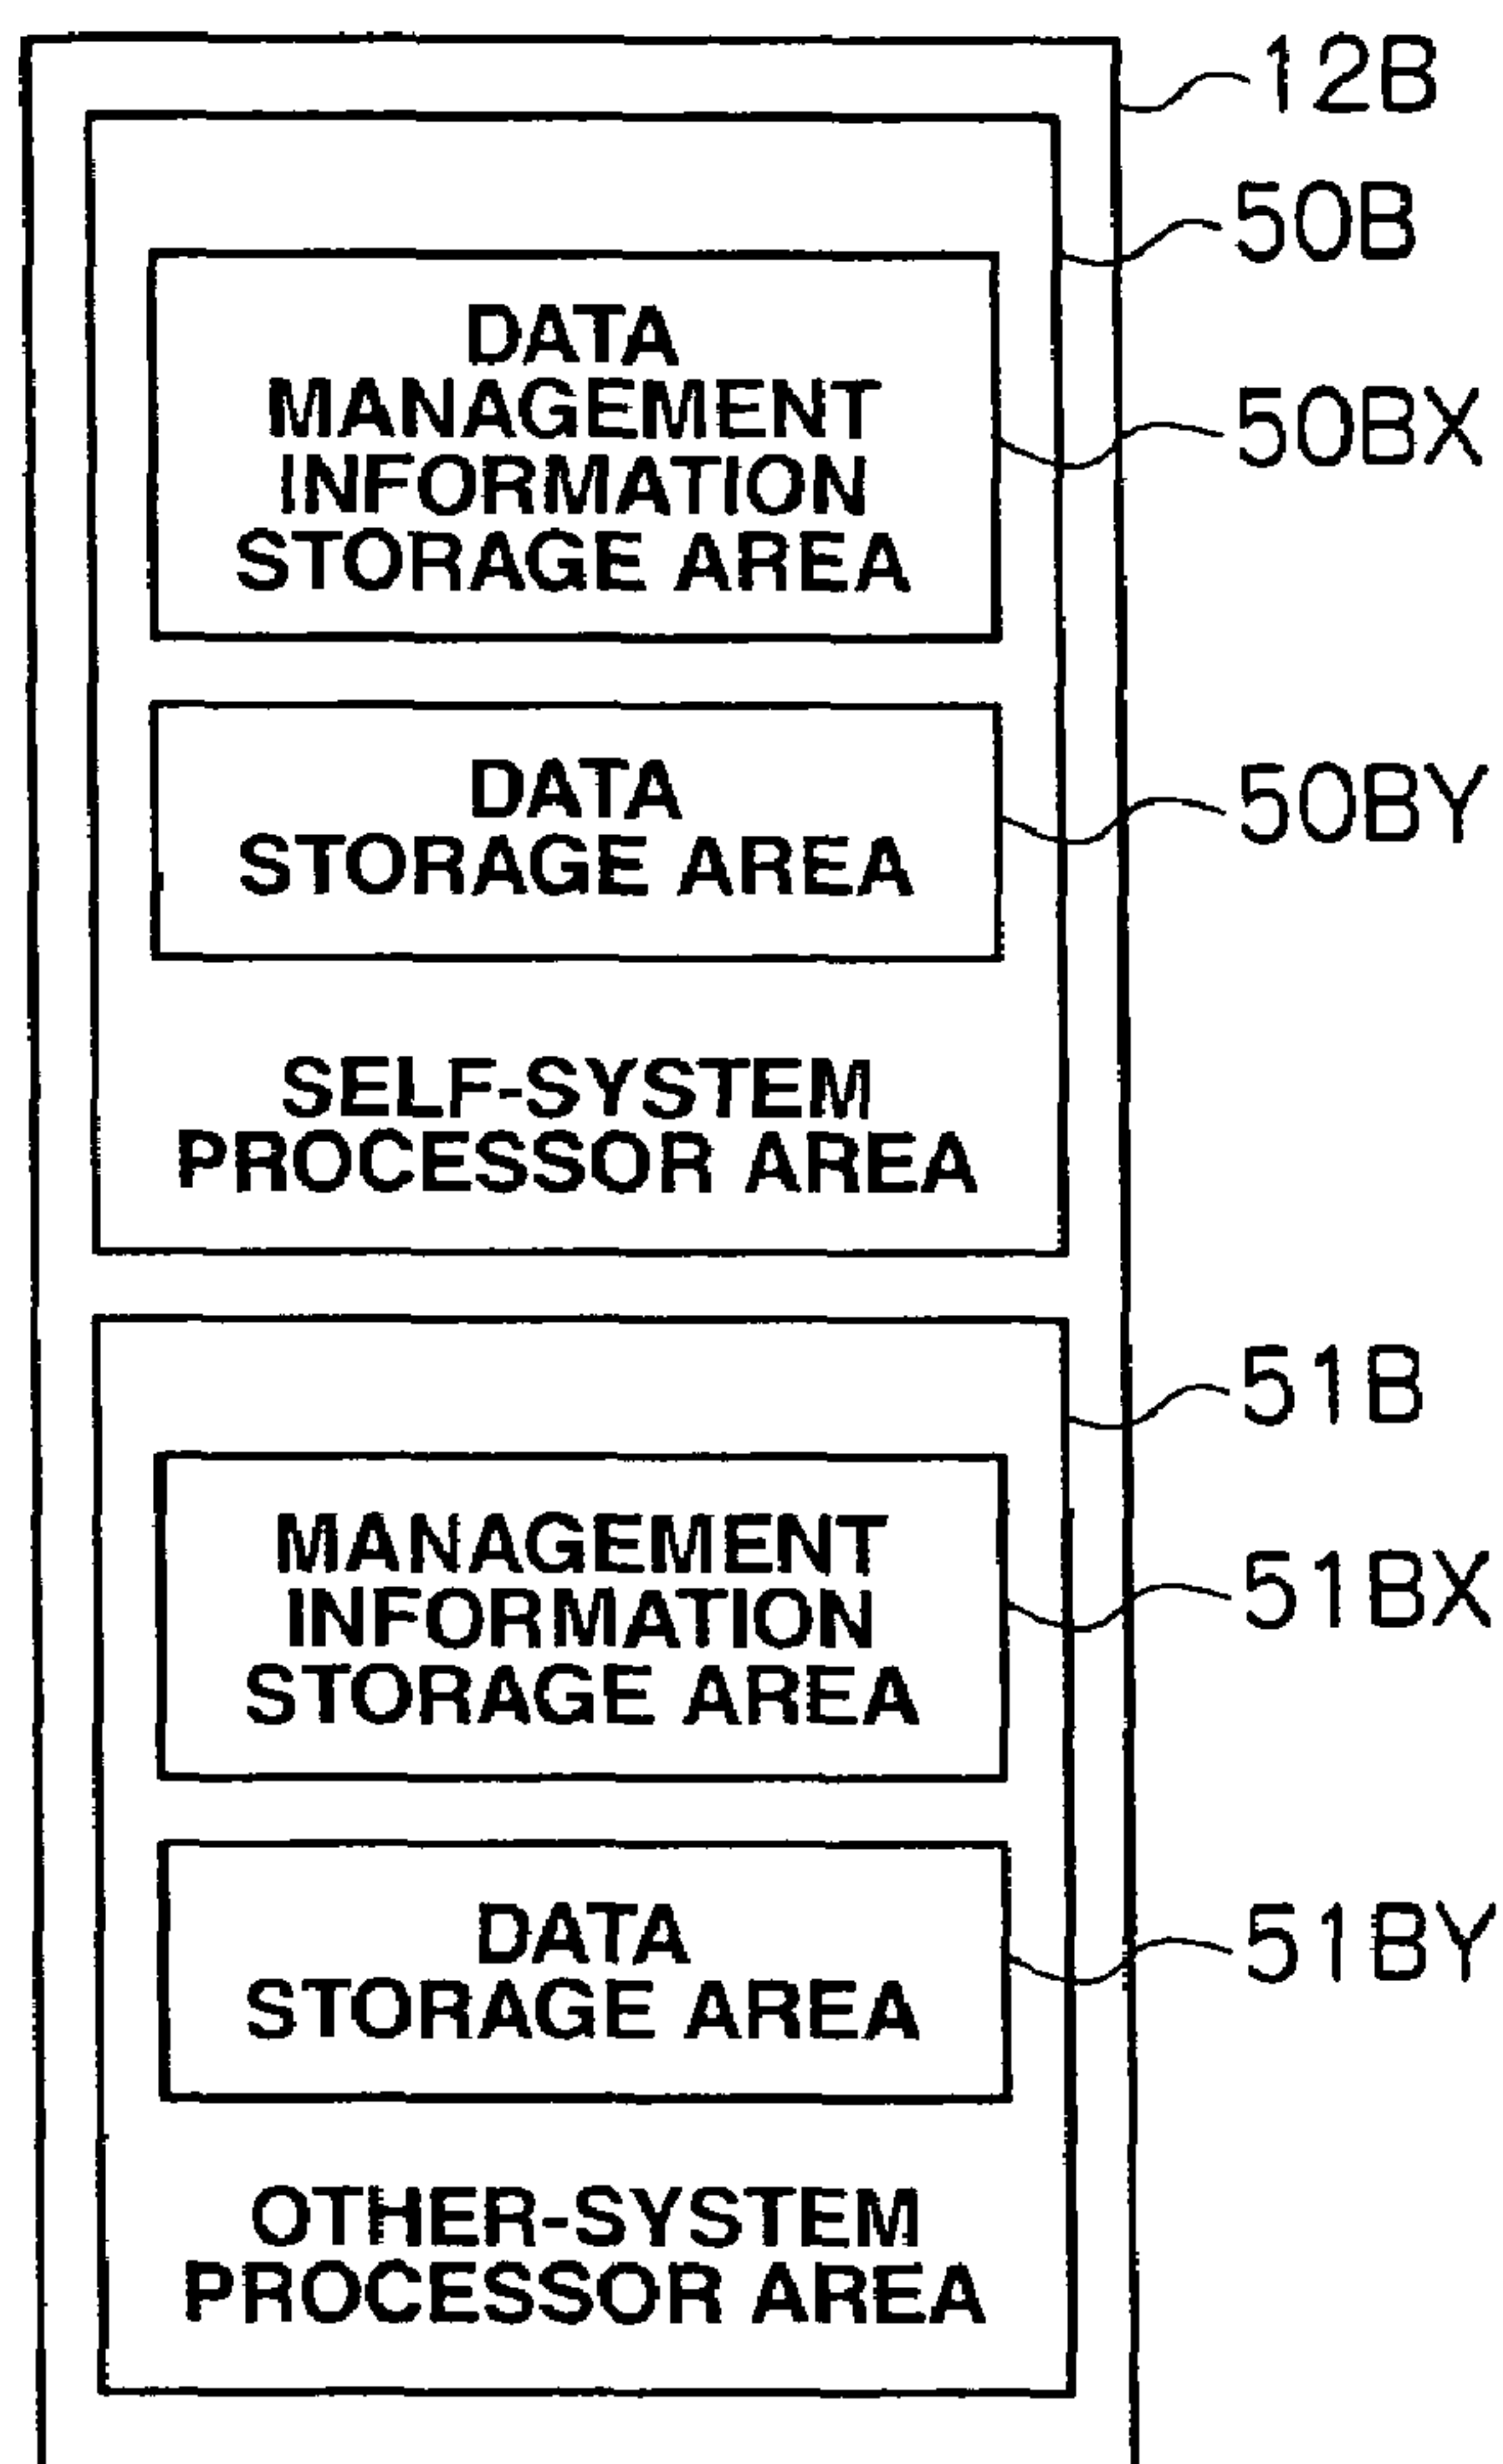 12B
50B
DATA
MANAGEMENT
INFORMATION
STORAGE AREA
50BX
DATA
STORAGE AREA
50BY
SELF-SYSTEM
PROCESSOR AREA
51B
MANAGEMENT
INFORMATION
STORAGE AREA
51BX
DATA
STORAGE AREA
51BY
OTHER-SYSTEM
PROCESSOR AREA